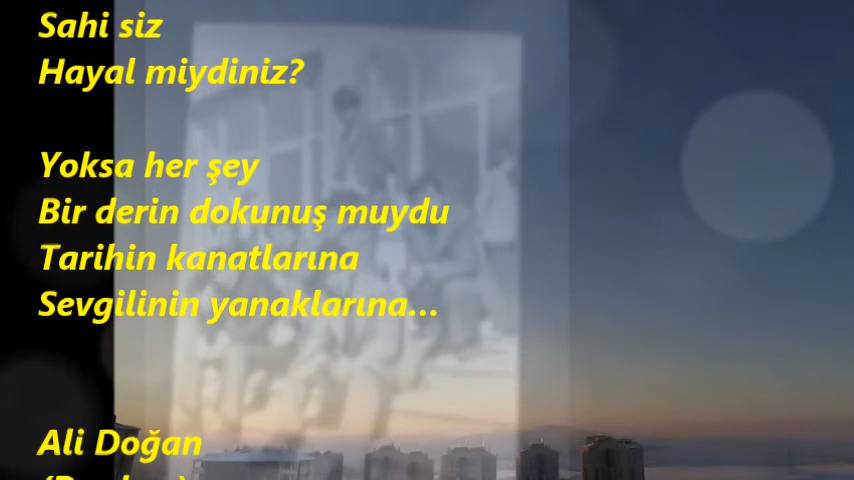 Sahi siz
Hayal miydiniz?
Yoksa her şey
Bir derin dokunuş muydu
Tarihin kanatlarına
Sevgilinin yanaklarına...
Ali Doğan